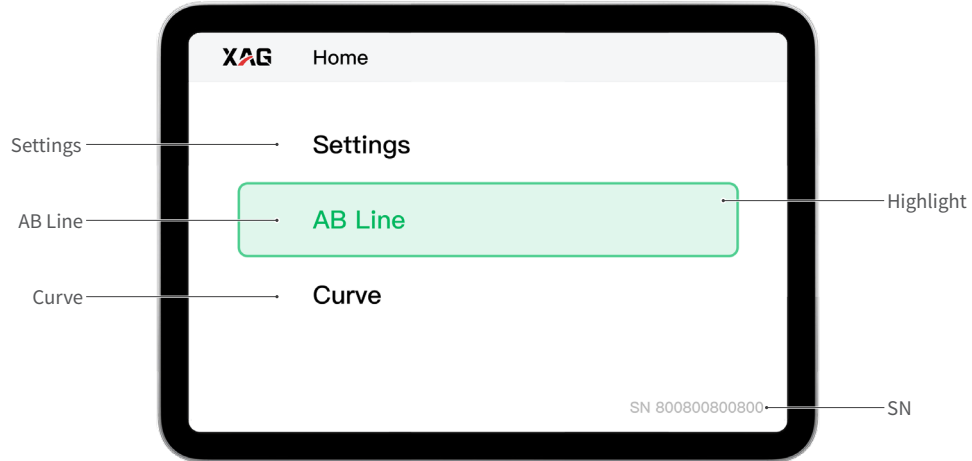 XAG Home
Settings Settings
AB Line AB Line
Highlight
Curve Curve
SN 800800800800 SN